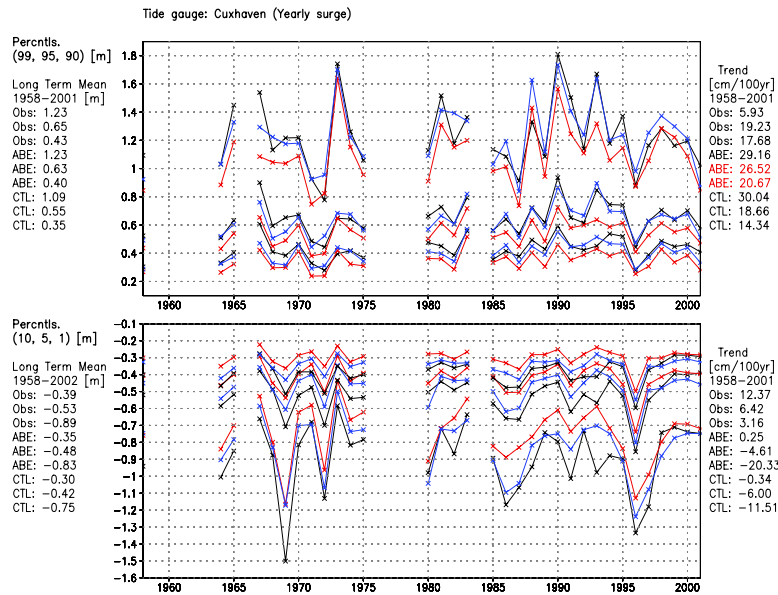 Tide gauge: Cuxhaven (Yearly surge)
Percntls.
(99, 95, 90) [m]
Long Term Mean
1958-2001 [m]
Obs: 1.23
Obs: 0.65
Obs: 0.43
ABE: 1.23
ABE: 0.63
ABE: 0.40
CTL: 1.09
CTL: 0.55
CTL: 0.35
1.8
1.6
1.4
1.2
1
0.8
0.6
0.4
0.2
1960 1965 1970 1975 1980 1985 1990 1995 2000
Trend
[cm/100yr]
1958-2001
Obs: 5.93
Obs: 19.23
Obs: 17.68
ABE: 29.16
ABE: 26.52
ABE: 20.67
CTL: 30.04
CTL: 18.66
CTL: 14.34
Percntls.
(10, 5, 1) [m]
Long Term Mean
1958-2002 [m]
Obs: -0.39
Obs: -0.53
Obs: -0.89
ABE: -0.35
ABE: -0.48
ABE: -0.83
CTL: -0.30
CTL: -0.42
CTL: -0.75
-0.1
-0.2
-0.3
-0.4
-0.5
-0.6
-0.7
-0.8
-0.9
-1
-1.1
-1.2
-1.3
-1.4
-1.5
-1.6
1960 1965 1970 1975 1980 1985 1990 1995 2000
Trend
[cm/100yr]
1958-2001
Obs: 12.37
Obs: 6.42
Obs: 3.16
ABE: 0.25
ABE: -4.61
ABE: -20.33
CTL: -0.34
CTL: -6.00
CTL: -11.51